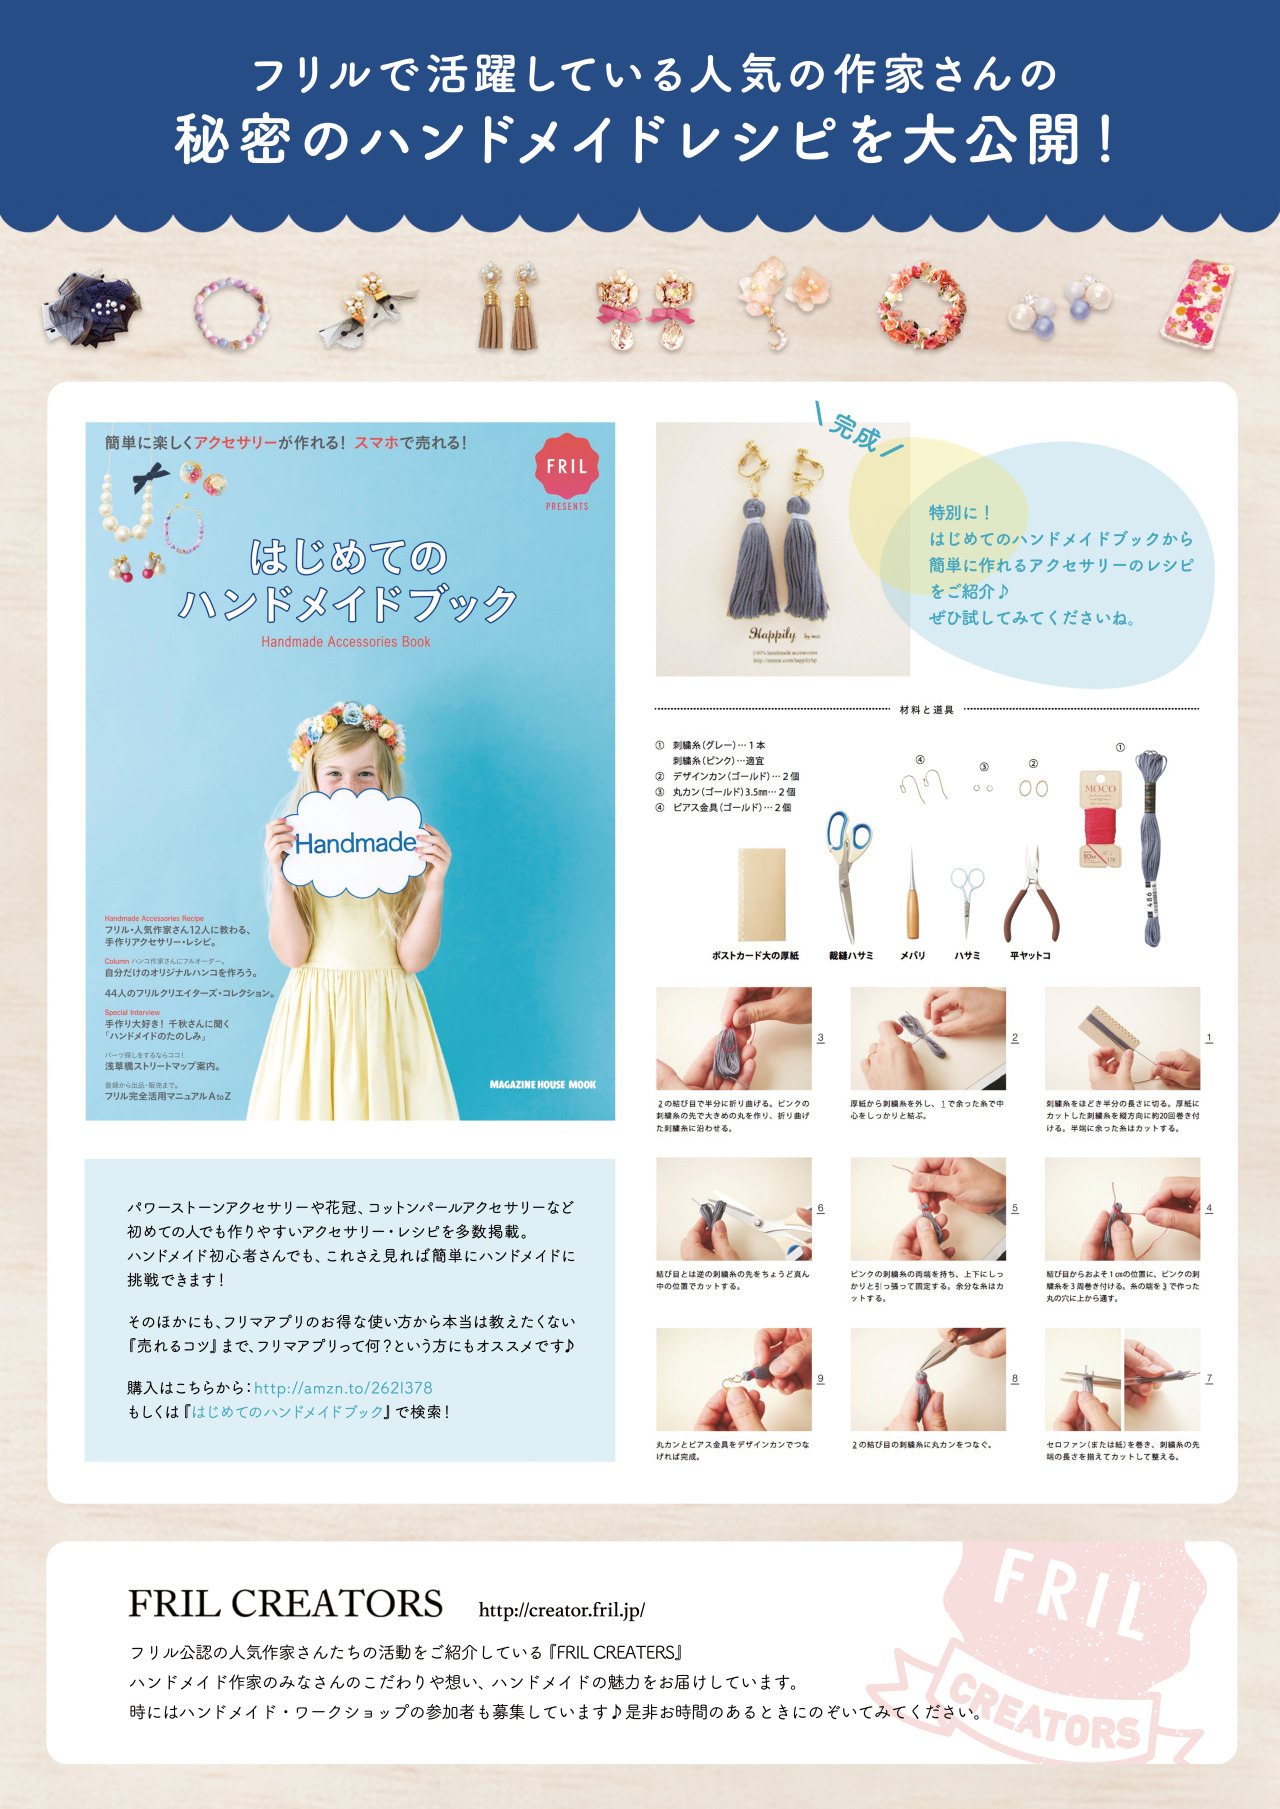 フリルで活躍している人気の作家さんの
秘密のハンドメイドレシピを大公開！
簡単に楽しくアクセサリーが作れる！ スマホで売れる！
FRIL
PRESENTS
はじめての
ハンドメイドブック
Handmade Accessories Book
Handmade
Handmade Accessories Recipe
フリル・人気作家さん12人に教わる、
手作りアクセサリー・レシピ。
Column ハンコ作家さんにフルオーダー。
自分だけのオリジナルハンコを作ろう。
44人のフリルクリエイターズ・コレクション。
Special Interview
手作り大好き！ 千秋さんに聞く
「ハンドメイドのたのしみ」
パーツ探しをするならココ！
浅草橋ストリートマップ案内。
登録から出品・販売まで。
フリル完全活用マニュアルAtoZ
MAGAZINE HOUSE MOOK
パワーストーンアクセサリーや花冠、コットンパールアクセサリーなど
初めての人でも作りやすいアクセサリー・レシピを多数掲載。
ハンドメイド初心者さんでも、これさえ見れば簡単にハンドメイドに
挑戦できます！
そのほかにも、フリマアプリのお得な使い方から本当は教えたくない
『売れるコツ』まで、フリマアプリって何？という方にもオススメです♪
購入はこちらから：http://amzn.to/262l378
もしくは『はじめてのハンドメイドブック』で検索！
完成
Happily by mei
100% handmade accessories
特別に！
はじめてのハンドメイドブックから
簡単に作れるアクセサリーのレシピ
をご紹介♪
ぜひ試してみてくださいね。
材料と道具
① 刺繍糸（グレー）…1本
刺繍糸（ピンク）…適宜
② デザインカン（ゴールド）…2個
③ 丸カン（ゴールド）3.5㎜…2個
④ ピアス金具（ゴールド）…2個
④
③
②
①
MOCO
486
ポストカード大の厚紙
裁縫ハサミ
メバリ
ハサミ
平ヤットコ
3
2の結び目で半分に折り曲げる。ピンクの
刺繍糸の先で大きめの丸を作り、折り曲げ
た刺繍糸に沿わせる。
2
厚紙から刺繍糸を外し、1で余った糸で中
心をしっかりと結ぶ。
1
刺繍糸をほどき半分の長さに切る。厚紙に
カットした刺繍糸を縦方向に約20回巻き付
ける。半端に余った糸はカットする。
6
結び目とは逆の刺繍糸の先をちょうど真ん
中の位置でカットする。
5
ピンクの刺繍糸の両端を持ち、上下にしっ
かりと引っ張って固定する。余分な糸はカ
ットする。
4
結び目からおよそ1㎝の位置に、ピンクの刺
繍糸を3周巻き付ける。糸の端を3で作った
丸の穴に上から通す。
9
丸カンとピアス金具をデザインカンでつな
げれば完成。
8
2の結び目の刺繍糸に丸カンをつなぐ。
7
セロファン（または紙）を巻き、刺繍糸の先
端の長さを揃えてカットして整える。
FRIL CREATORS http://creator.fril.jp/
フリル公認の人気作家さんたちの活動をご紹介している『FRIL CREATERS』
ハンドメイド作家のみなさんのこだわりや想い、ハンドメイドの魅力をお届けしています。
時にはハンドメイド・ワークショップの参加者も募集しています♪是非お時間のあるときにのぞいてみてください。
FRIL
CREATORS